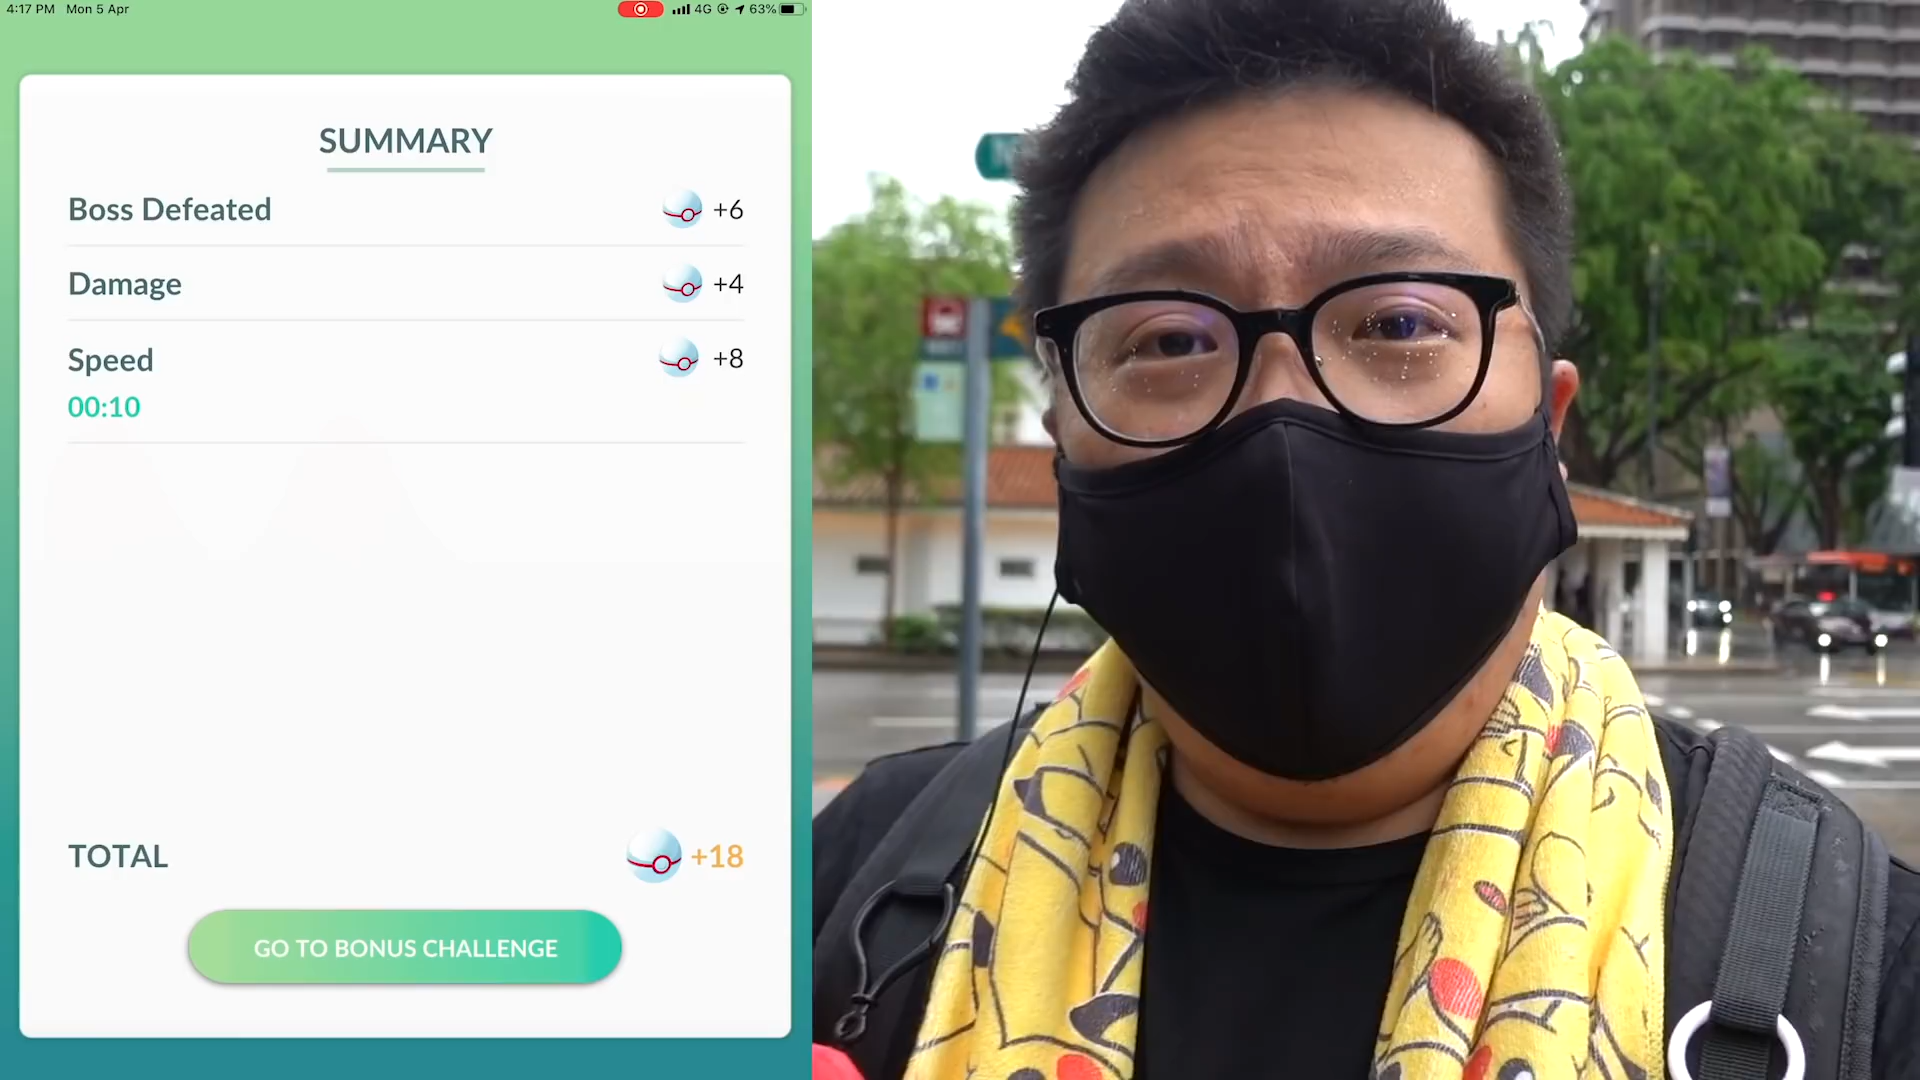 4:17 PM Mon 5 Apr
4G 63%
SUMMARY
Boss Defeated +6
Damage +4
Speed +8
00:10
TOTAL +18
GO TO BONUS CHALLENGE